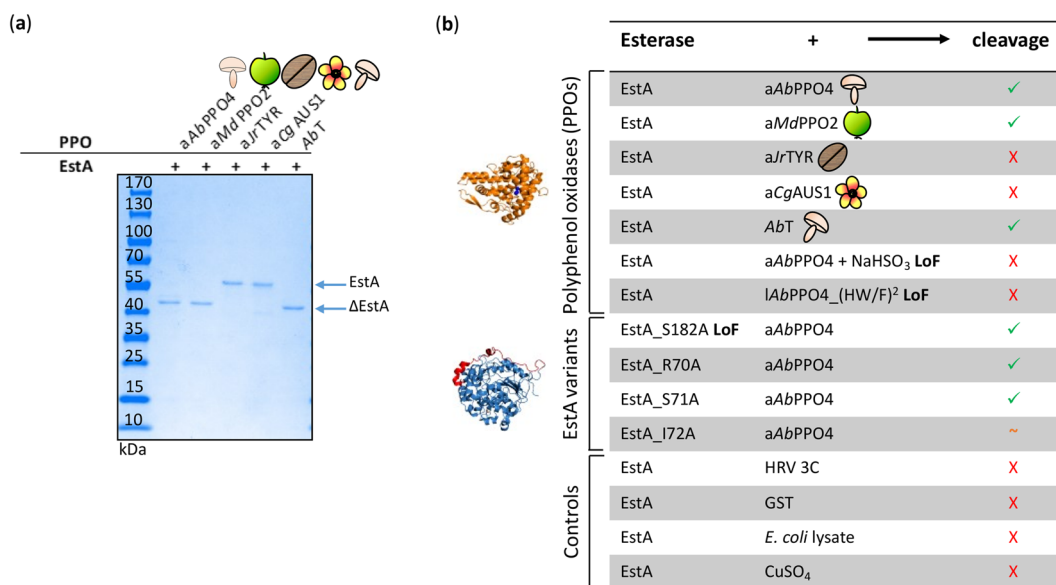 (a)
PPO
aAbPPO4
aMdPPO2
aJrTYR
aCgAUS1
AbT
EstA + + + + +
170
130
100
70
55
40
35
25
15
10
kDa
EstA
ΔEstA
(b)
Esterase + cleavage
Polyphenol oxidases (PPOs)
EstA aAbPPO4 ✓
EstA aMdPPO2 ✓
EstA aJrTYR X
EstA aCgAUS1 X
EstA AbT ✓
EstA aAbPPO4 + NaHSO₃ LoF X
EstA lAbPPO4_(HW/F)² LoF X
EstA variants
EstA_S182A LoF aAbPPO4 ✓
EstA_R70A aAbPPO4 ✓
EstA_S71A aAbPPO4 ✓
EstA_I72A aAbPPO4 ~
Controls
EstA HRV 3C X
EstA GST X
EstA E. coli lysate X
EstA CuSO₄ X